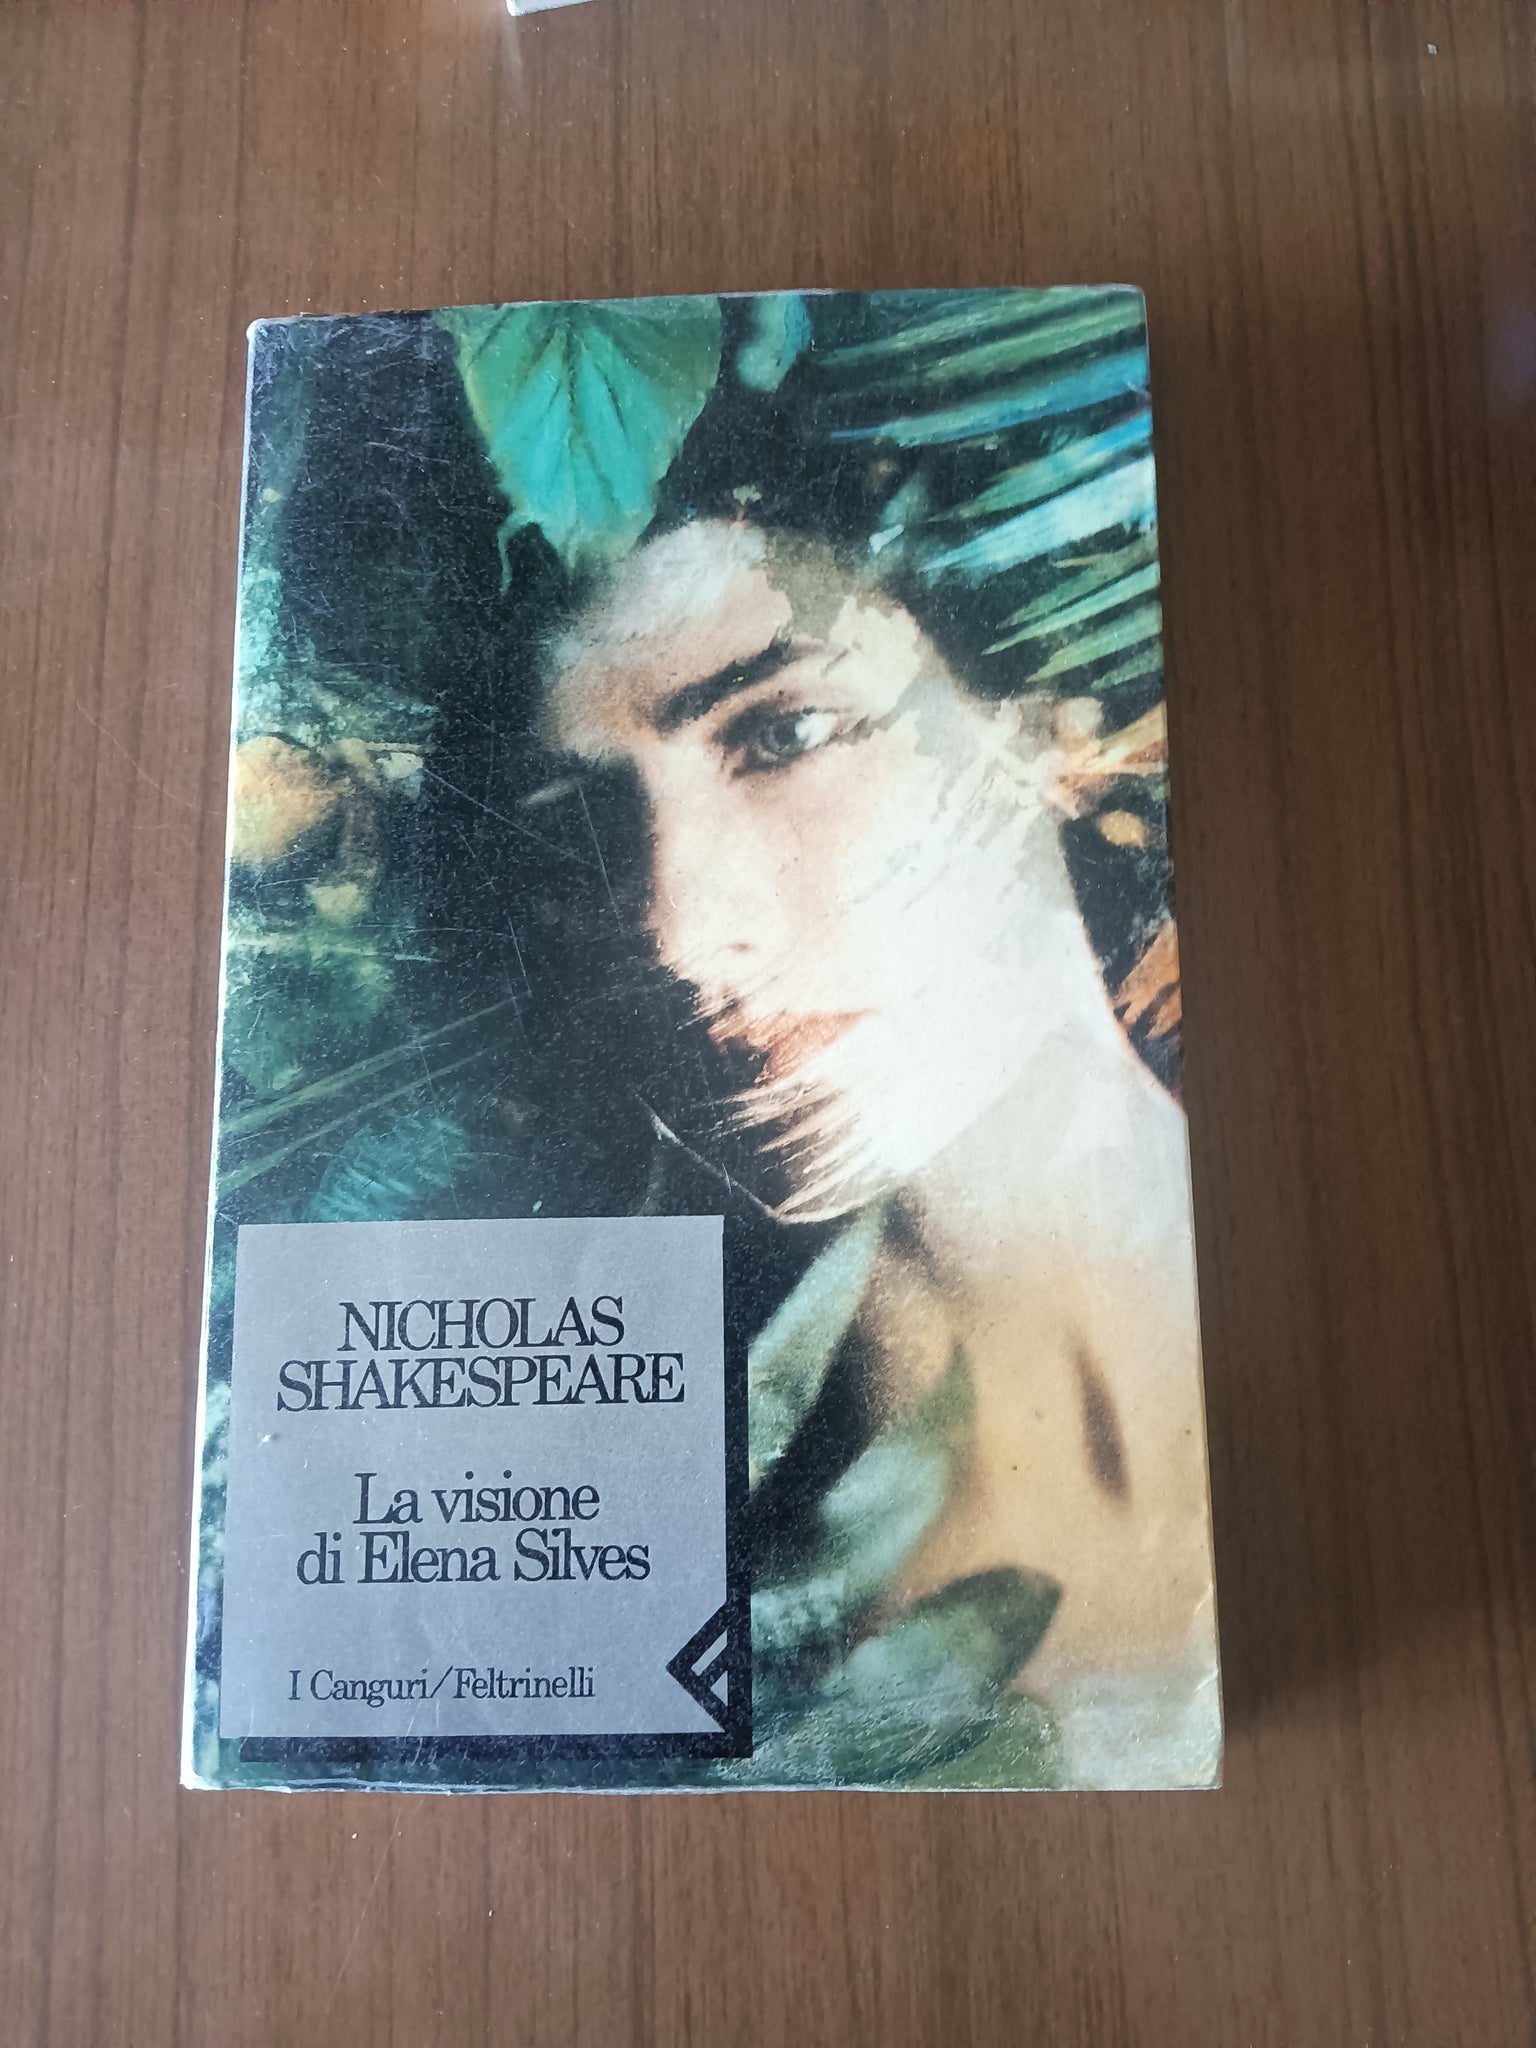 NICHOLAS
SHAKESPEARE
La visione
di Elena Silves
I Canguri/Feltrinelli